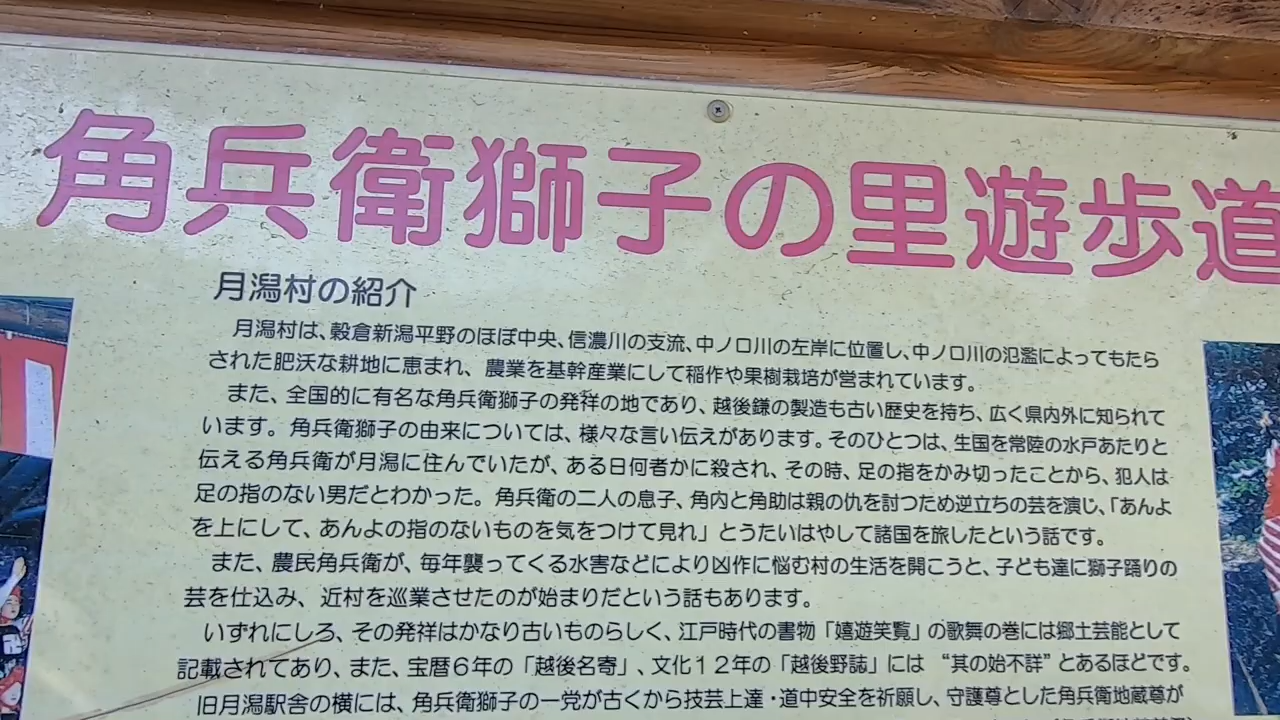 角兵衛獅子の里遊歩道
月潟村の紹介
月潟村は、穀倉新潟平野のほぼ中央、信濃川の支流、中ノ口川の左岸に位置し、中ノ口川の氾濫によってもたら
された肥沃な耕地に恵まれ、農業を基幹産業にして稲作や果樹栽培が営まれています。
また、全国的に有名な角兵衛獅子の発祥の地であり、越後鎌の製造も古い歴史を持ち、広く県内外に知られて
います。角兵衛獅子の由来については、様々な言い伝えがあります。そのひとつは、生国を常陸の水戸あたりと
伝える角兵衛が月潟に住んでいたが、ある日何者かに殺され、その時、足の指をかみ切ったことから、犯人は
足の指のない男だとわかった。角兵衛の二人の息子、角内と角助は親の仇を討つため逆立ちの芸を演じ、「あんよ
を上にして、あんよの指のないものを気をつけて見れ」とうたいはやして諸国を旅したという話です。
また、農民角兵衛が、毎年襲ってくる水害などにより凶作に悩む村の生活を開こうと、子ども達に獅子踊りの
芸を仕込み、近村を巡業させたのが始まりだという話もあります。
いずれにしろ、その発祥はかなり古いものらしく、江戸時代の書物「嬉遊笑覧」の歌舞の巻には郷土芸能として
記載されてあり、また、宝暦6年の「越後名寄」、文化12年の「越後野誌」には “其の始不詳”とあるほどです。
旧月潟駅舎の横には、角兵衛獅子の一党が古くから技芸上達・道中安全を祈願し、守護尊とした角兵衛地蔵尊が